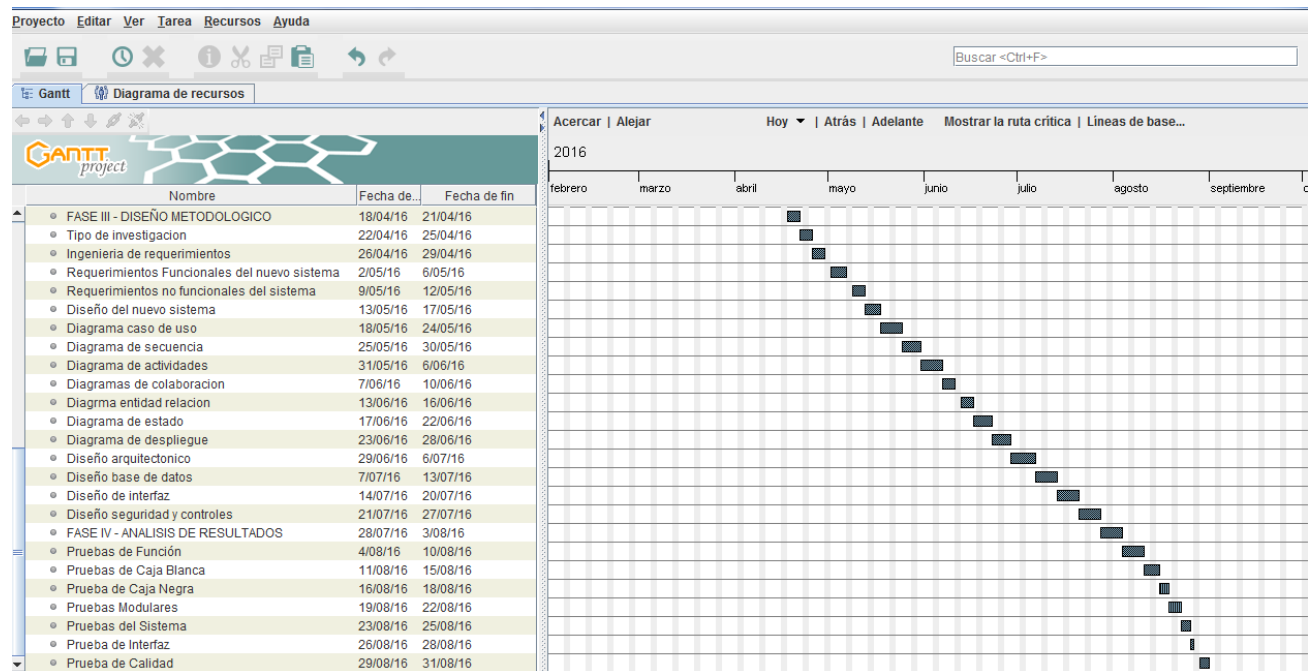 Proyecto Editar Ver Tarea Recursos Ayuda
Buscar <Ctrl+F>
Gantt Diagrama de recursos
Acercar | Alejar Hoy | Atrás | Adelante Mostrar la ruta crítica | Líneas de base...
GANTT project
2016
febrero marzo abril mayo junio julio agosto septiembre
Nombre Fecha de... Fecha de fin
FASE III - DISEÑO METODOLOGICO 18/04/16 21/04/16
Tipo de investigacion 22/04/16 25/04/16
Ingenieria de requerimientos 26/04/16 29/04/16
Requerimientos Funcionales del nuevo sistema 2/05/16 6/05/16
Requerimientos no funcionales del sistema 9/05/16 12/05/16
Diseño del nuevo sistema 13/05/16 17/05/16
Diagrama caso de uso 18/05/16 24/05/16
Diagrama de secuencia 25/05/16 30/05/16
Diagrama de actividades 31/05/16 6/06/16
Diagramas de colaboracion 7/06/16 10/06/16
Diagrma entidad relacion 13/06/16 16/06/16
Diagrama de estado 17/06/16 22/06/16
Diagrama de despliegue 23/06/16 28/06/16
Diseño arquitectonico 29/06/16 6/07/16
Diseño base de datos 7/07/16 13/07/16
Diseño de interfaz 14/07/16 20/07/16
Diseño seguridad y controles 21/07/16 27/07/16
FASE IV - ANALISIS DE RESULTADOS 28/07/16 3/08/16
Pruebas de Función 4/08/16 10/08/16
Pruebas de Caja Blanca 11/08/16 15/08/16
Prueba de Caja Negra 16/08/16 18/08/16
Pruebas Modulares 19/08/16 22/08/16
Pruebas del Sistema 23/08/16 25/08/16
Prueba de Interfaz 26/08/16 28/08/16
Prueba de Calidad 29/08/16 31/08/16